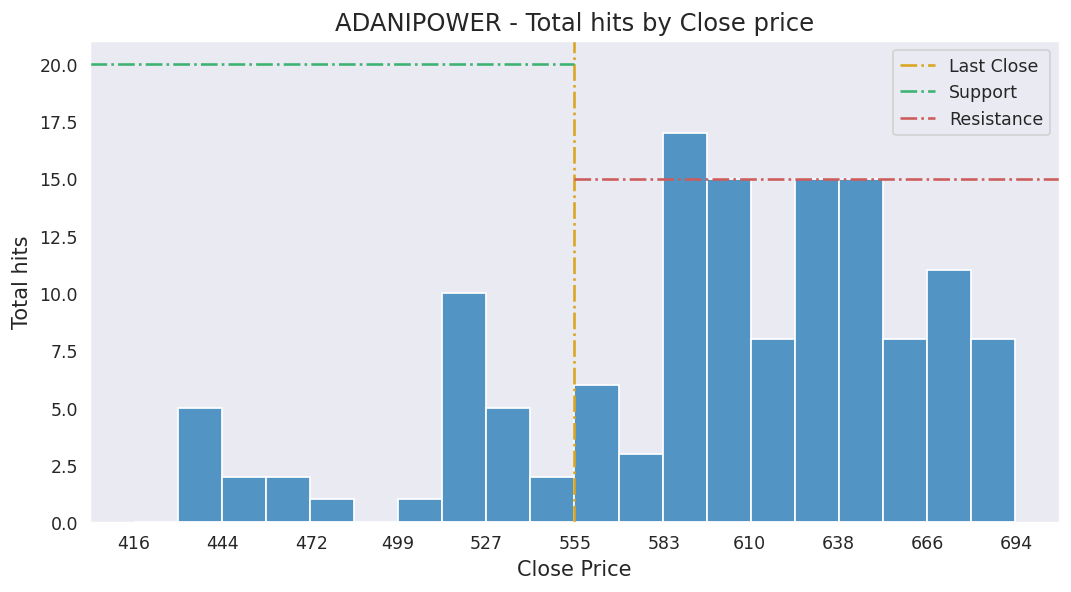 ADANIPOWER - Total hits by Close price
Last Close
Support
Resistance
20.0
17.5
15.0
12.5
10.0
7.5
5.0
2.5
0.0
Total hits
416 444 472 499 527 555 583 610 638 666 694
Close Price